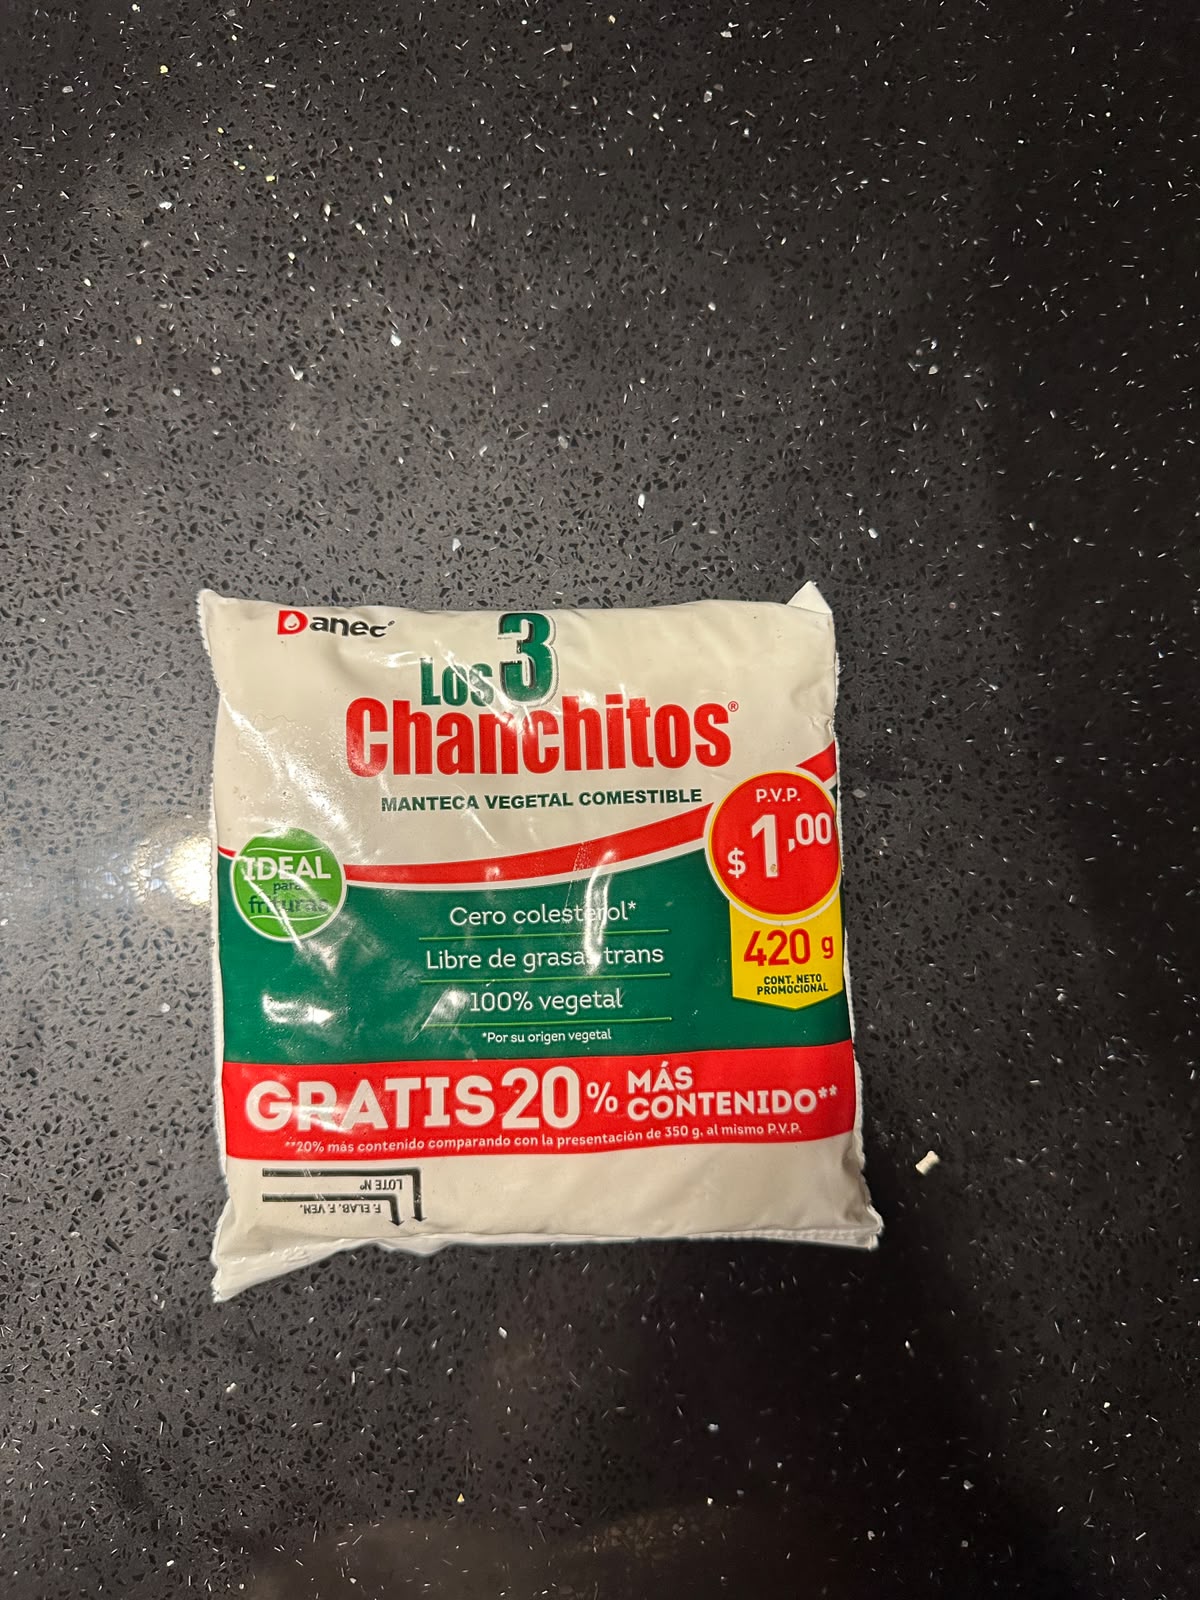 Danec
Los 3
Chanchitos®
MANTECA VEGETAL COMESTIBLE
P.V.P.
$1,00
420 g
CONT. NETO
PROMOCIONAL
IDEAL
para
frituras
Cero colesterol*
Libre de grasas trans
100% vegetal
*Por su origen vegetal
GRATIS 20% MÁS
CONTENIDO**
**20% más contenido comparando con la presentación de 350 g, al mismo P.V.P.
LOTE Nº
F. ELAB. F. VEN.